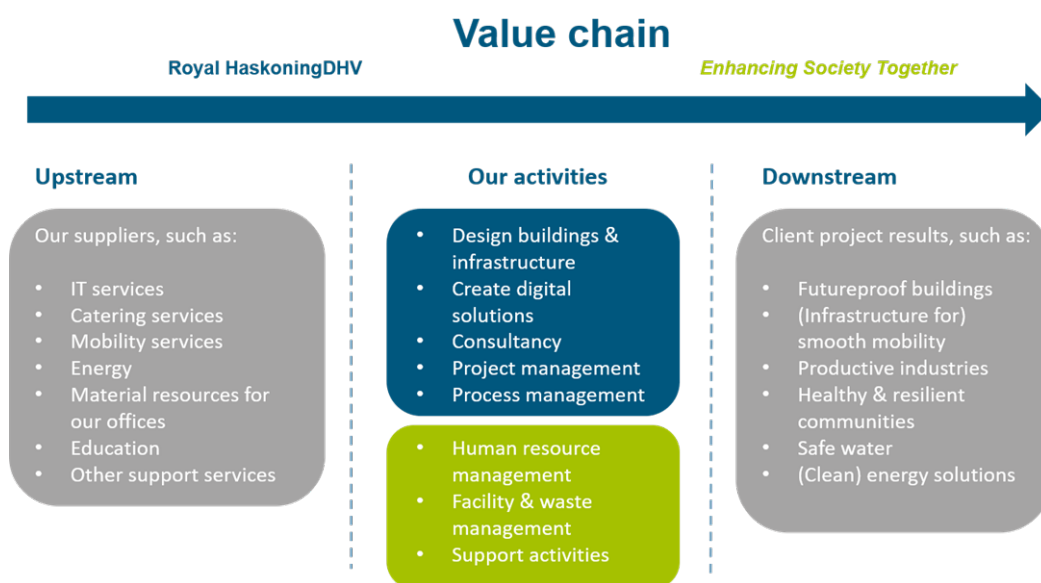 Value chain
Royal HaskoningDHV
Enhancing Society Together
Upstream
Our suppliers, such as:
• IT services
• Catering services
• Mobility services
• Energy
• Material resources for
our offices
• Education
• Other support services
Our activities
• Design buildings &
infrastructure
• Create digital
solutions
• Consultancy
• Project management
• Process management
• Human resource
management
• Facility & waste
management
• Support activities
Downstream
Client project results, such as:
• Futureproof buildings
• (Infrastructure for)
smooth mobility
• Productive industries
• Healthy & resilient
communities
• Safe water
• (Clean) energy solutions